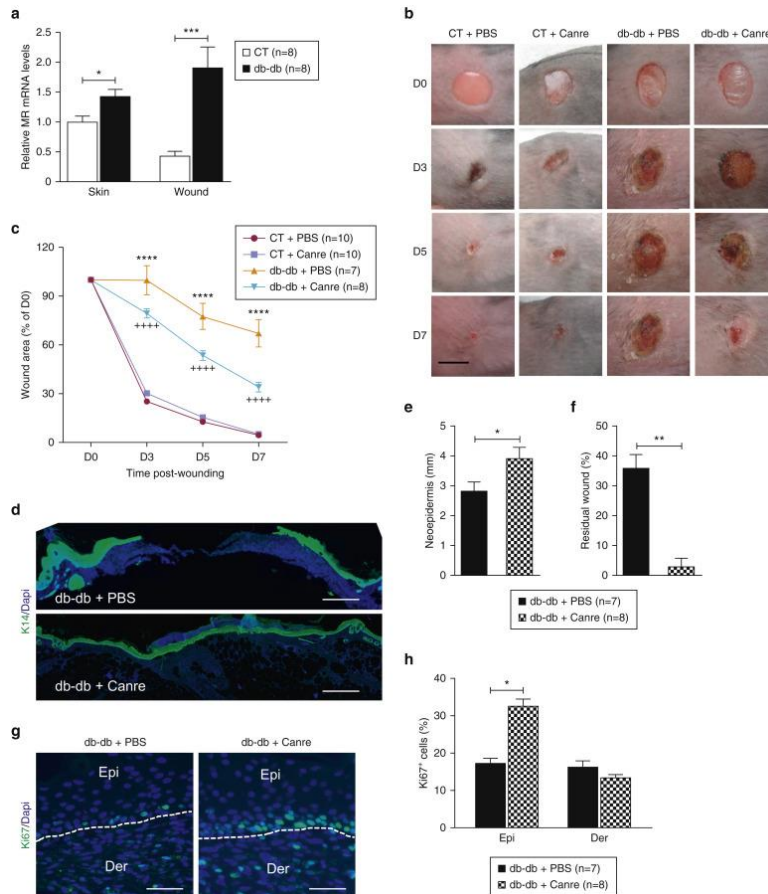 a
Relative MR mRNA levels
2.5
2.0
1.5
1.0
0.5
0.0
*
***
CT (n=8)
db-db (n=8)
Skin
Wound
b
CT + PBS
CT + Canre
db-db + PBS
db-db + Canre
D0
D3
D5
D7
c
Wound area (% of D0)
120
90
60
30
0
CT + PBS (n=10)
CT + Canre (n=10)
db-db + PBS (n=7)
db-db + Canre (n=8)
****
****
****
++++
++++
++++
D0
D3
D5
D7
Time post-wounding
d
K14/Dapi
db-db + PBS
db-db + Canre
e
Neoepidermis (mm)
6
5
4
3
2
1
0
*
f
Residual wound (%)
50
40
30
20
10
0
**
db-db + PBS (n=7)
db-db + Canre (n=8)
g
db-db + PBS
db-db + Canre
Ki67/Dapi
Epi
Der
Epi
Der
h
Ki67⁺ cells (%)
40
30
20
10
0
*
Epi
Der
db-db + PBS (n=7)
db-db + Canre (n=8)